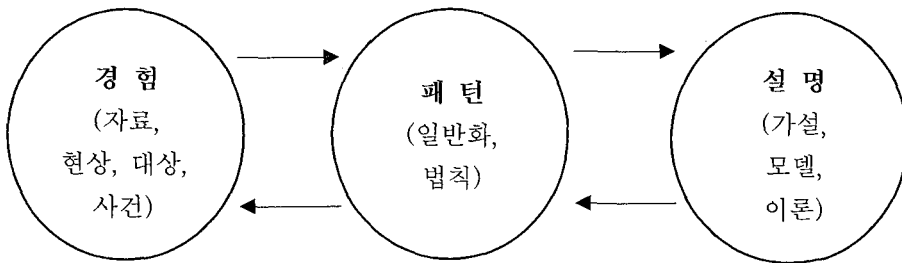 경 험
(자료,
현상, 대상,
사건)
패 턴
(일반화,
법칙)
설 명
(가설,
모델,
이론)